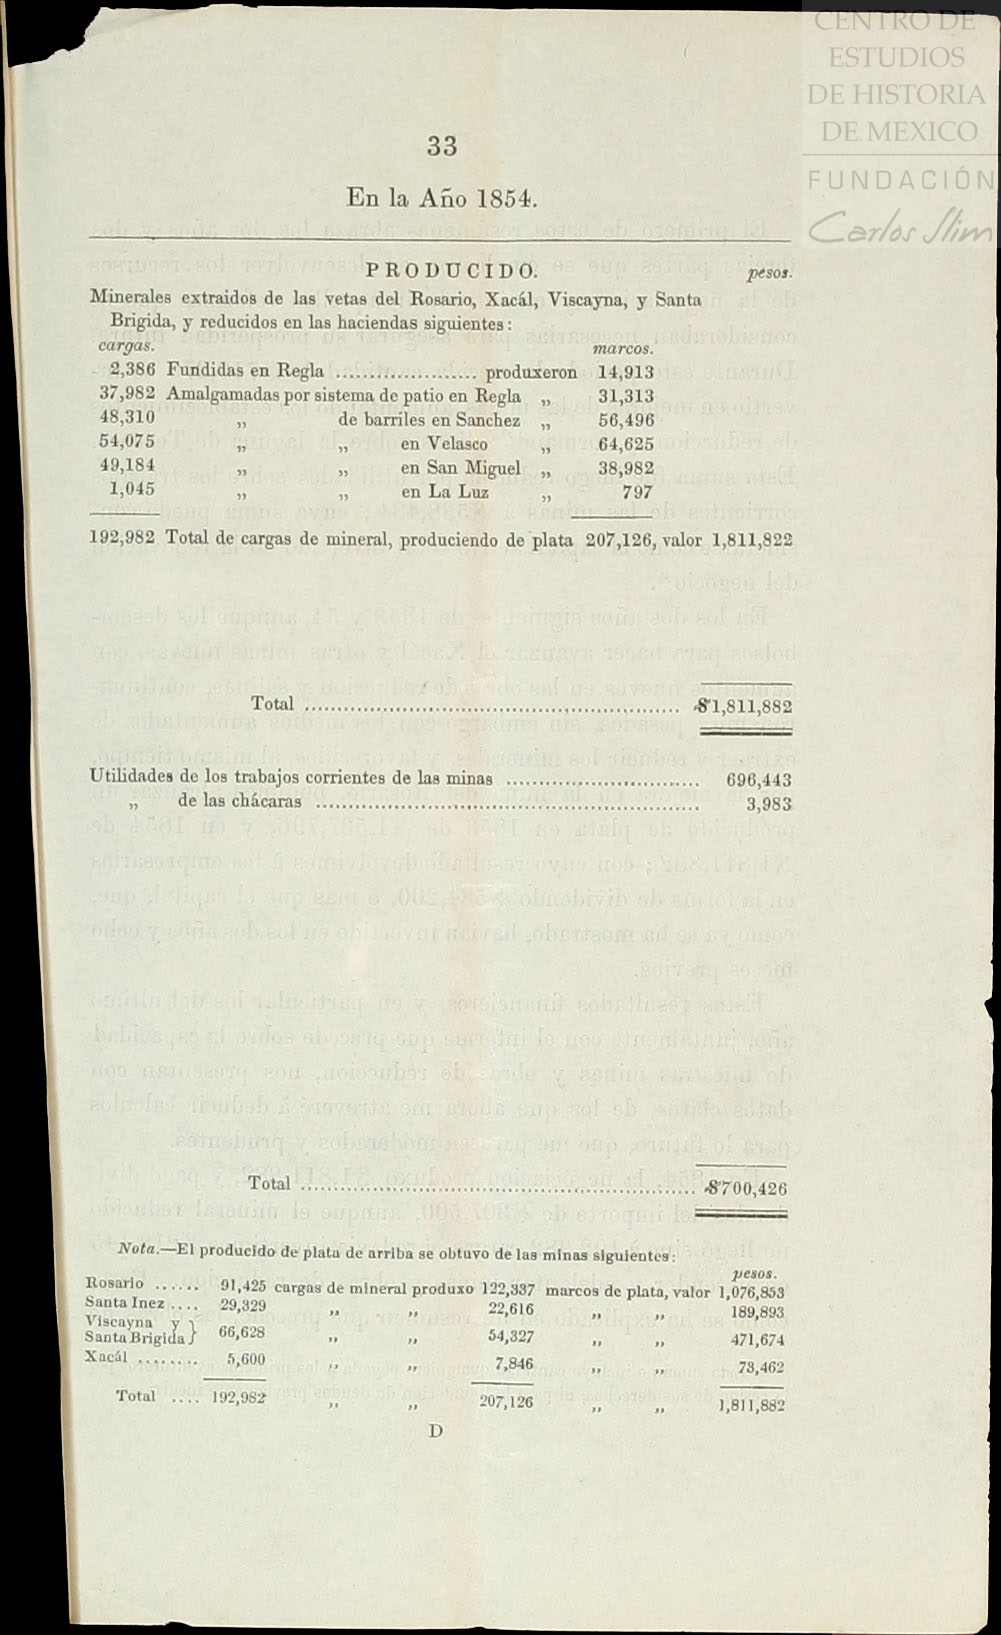 CENTRO DE
ESTUDIOS
DE HISTORIA
DE MEXICO
FUNDACIÓN
Carlos Slim
33
En la Año 1854.
PRODUCIDO. pesos.
Minerales extraidos de las vetas del Rosario, Xacál, Viscayna, y Santa
Brigida, y reducidos en las haciendas siguientes:
cargas. marcos.
2,386 Fundidas en Regla ...................... produxeron 14,913
37,982 Amalgamadas por sistema de patio en Regla „ 31,313
48,310 „ de barriles en Sanchez „ 56,496
54,075 „ „ en Velasco „ 64,625
49,184 „ „ en San Miguel „ 38,982
1,045 „ „ en La Luz „ 797
192,982 Total de cargas de mineral, produciendo de plata 207,126, valor 1,811,822
Total .......................................................... $1,811,882
Utilidades de los trabajos corrientes de las minas .............................. 696,443
„ de las chácaras .......................................................... 3,983
Total .............................................................. $700,426
Nota.—El producido de plata de arriba se obtuvo de las minas siguientes:
pesos.
Rosario ...... 91,425 cargas de mineral produxo 122,337 marcos de plata, valor 1,076,853
Santa Inez .... 29,329 „ „ 22,616 „ „ 189,893
Viscayna y
Santa Brigida } 66,628 „ „ 54,327 „ „ 471,674
Xacál ........ 5,600 „ „ 7,846 „ „ 73,462
Total .... 192,982 „ „ 207,126 „ „ 1,811,882
D